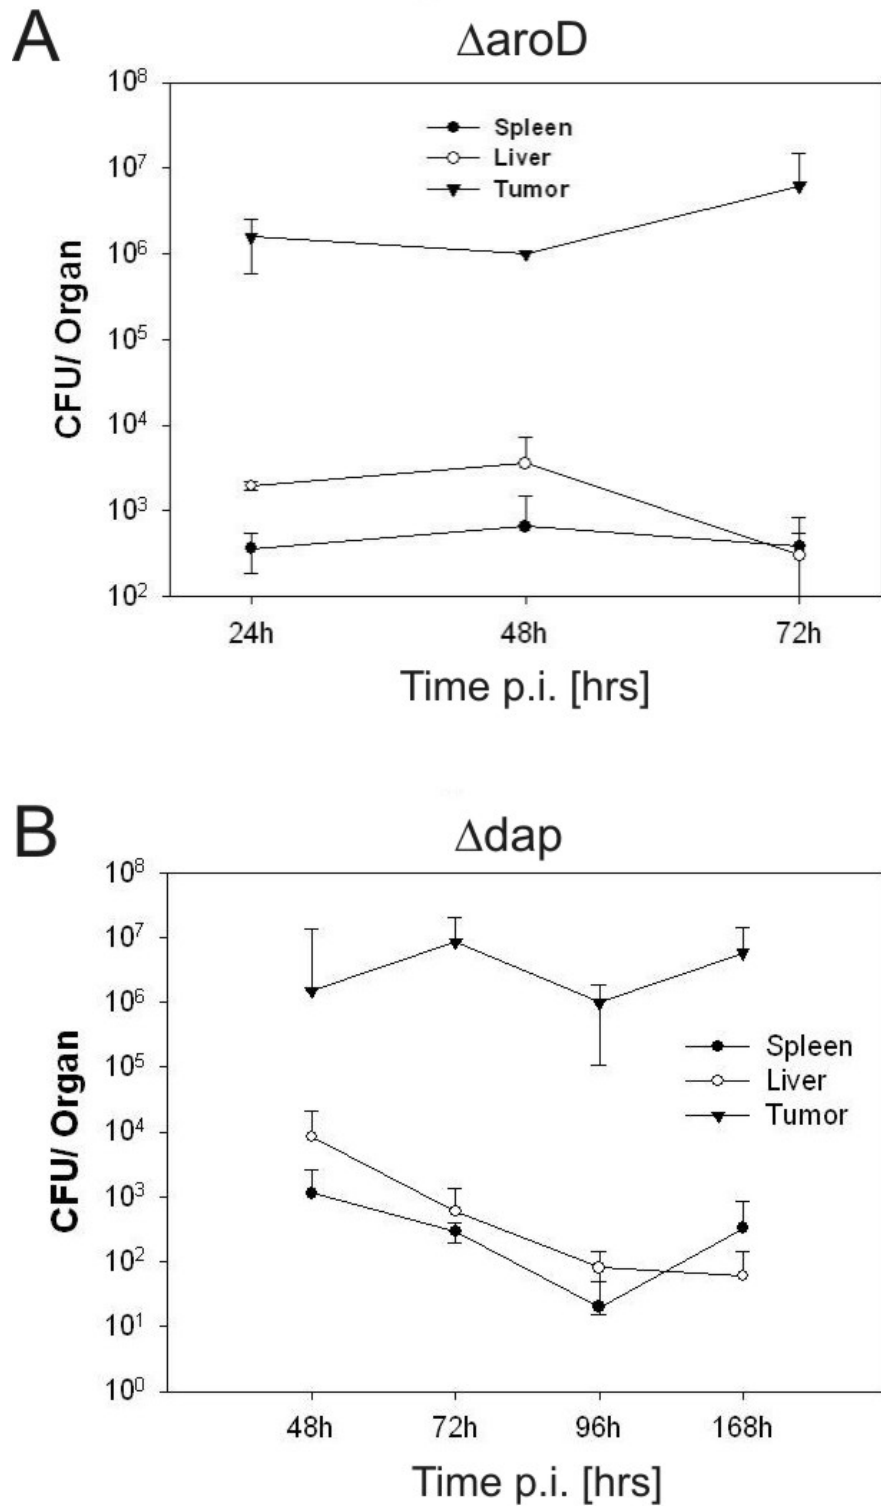 A
ΔaroD
10⁸
10⁷
10⁶
10⁵
10⁴
10³
10²
CFU/ Organ
Spleen
Liver
Tumor
24h 48h 72h
Time p.i. [hrs]
B
Δdap
10⁸
10⁷
10⁶
10⁵
10⁴
10³
10²
10¹
10⁰
CFU/ Organ
Spleen
Liver
Tumor
48h 72h 96h 168h
Time p.i. [hrs]